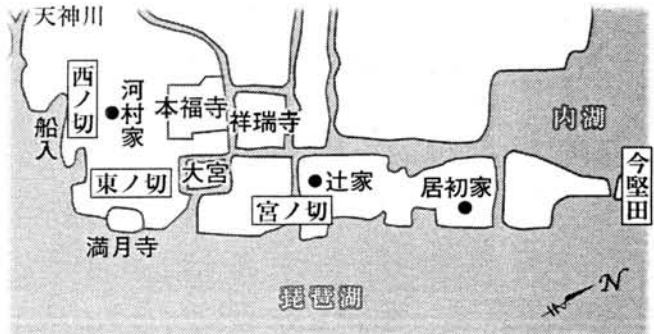 天神川
西ノ切
河村家
本福寺
祥瑞寺
船入
内湖
今堅田
東ノ切
大宮
辻家
居初家
宮ノ切
満月寺
琵琶湖
N